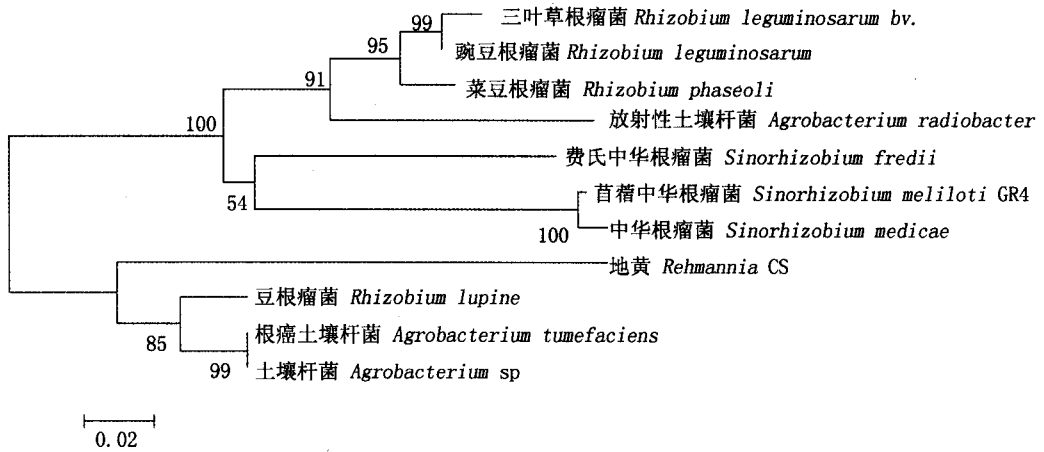 三叶草根瘤菌 Rhizobium leguminosarum bv.
99
豌豆根瘤菌 Rhizobium leguminosarum
95
菜豆根瘤菌 Rhizobium phaseoli
91
放射性土壤杆菌 Agrobacterium radiobacter
100
费氏中华根瘤菌 Sinorhizobium fredii
苜蓿中华根瘤菌 Sinorhizobium meliloti GR4
54
中华根瘤菌 Sinorhizobium medicae
100
地黄 Rehmannia CS
豆根瘤菌 Rhizobium lupine
根癌土壤杆菌 Agrobacterium tumefaciens
85
土壤杆菌 Agrobacterium sp
99
0.02